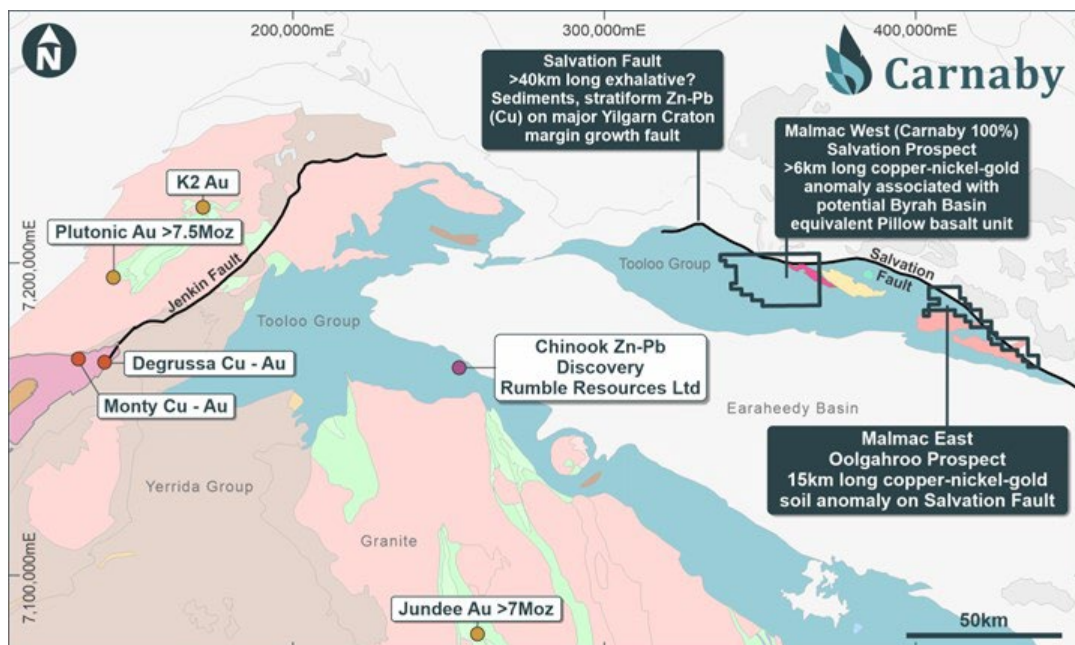 200,000mE
300,000mE
400,000mE
N
Carnaby
Salvation Fault
>40km long exhalative?
Sediments, stratiform Zn-Pb
(Cu) on major Yilgarn Craton
margin growth fault
Malmac West (Carnaby 100%)
Salvation Prospect
>6km long copper-nickel-gold
anomaly associated with
potential Byrah Basin
equivalent Pillow basalt unit
K2 Au
Plutonic Au >7.5Moz
7,200,000mE
Jenkin Fault
Tooloo Group
Tooloo Group
Salvation
Fault
Degrussa Cu - Au
Monty Cu - Au
Chinook Zn-Pb
Discovery
Rumble Resources Ltd
Earaheedy Basin
Malmac East
Oolgahroo Prospect
15km long copper-nickel-gold
soil anomaly on Salvation Fault
Yerrida Group
Granite
7,100,000mE
Jundee Au >7Moz
50km